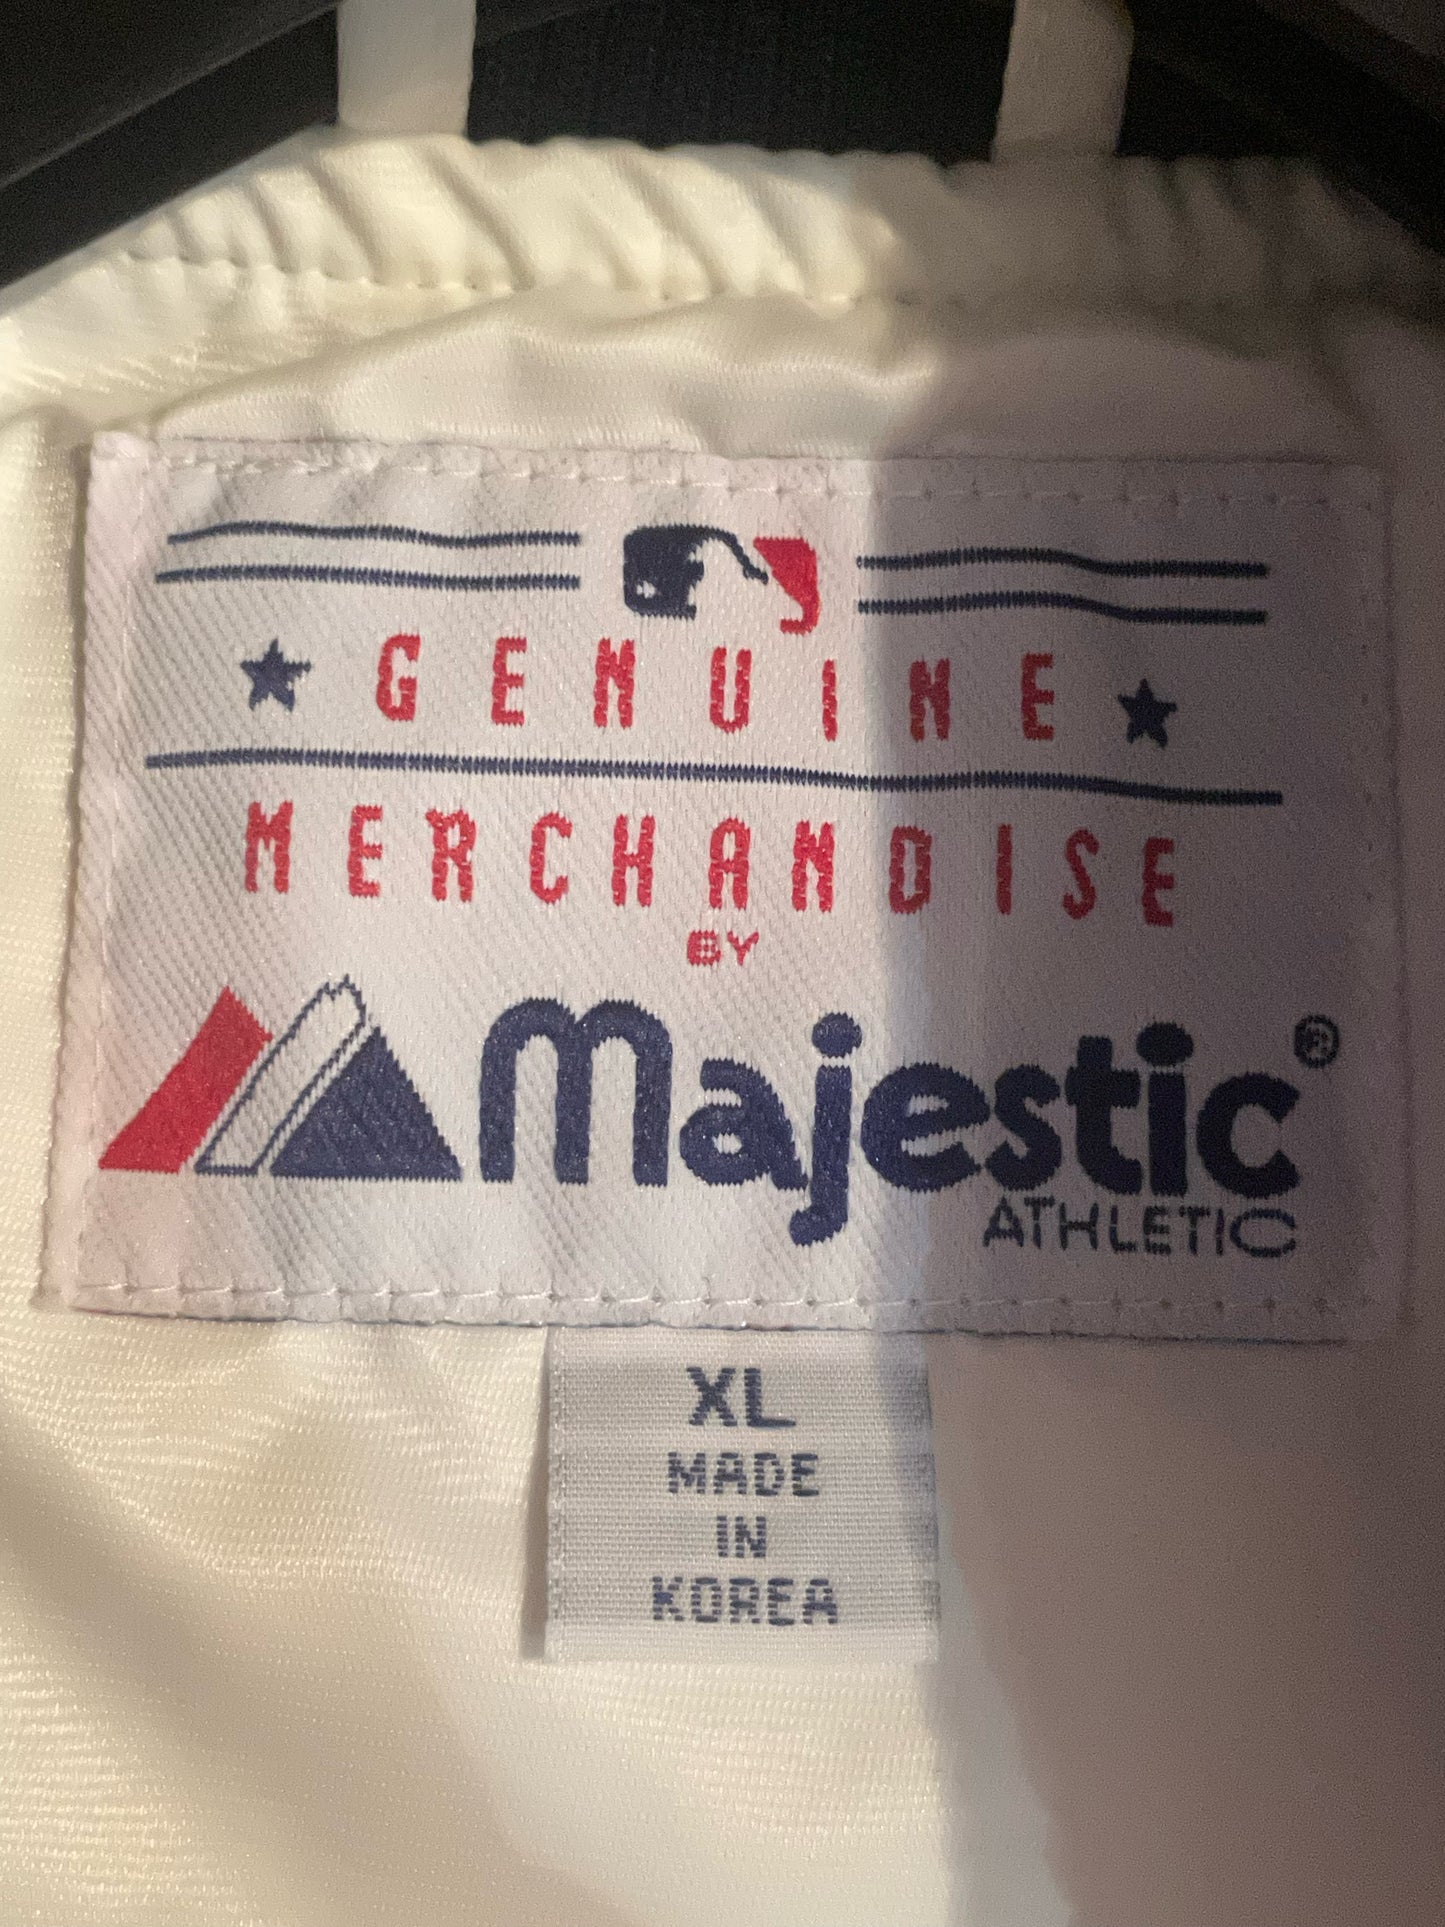 GENUINE
MERCHANDISE
BY
Majestic®
ATHLETIC
XL
MADE
IN
KOREA